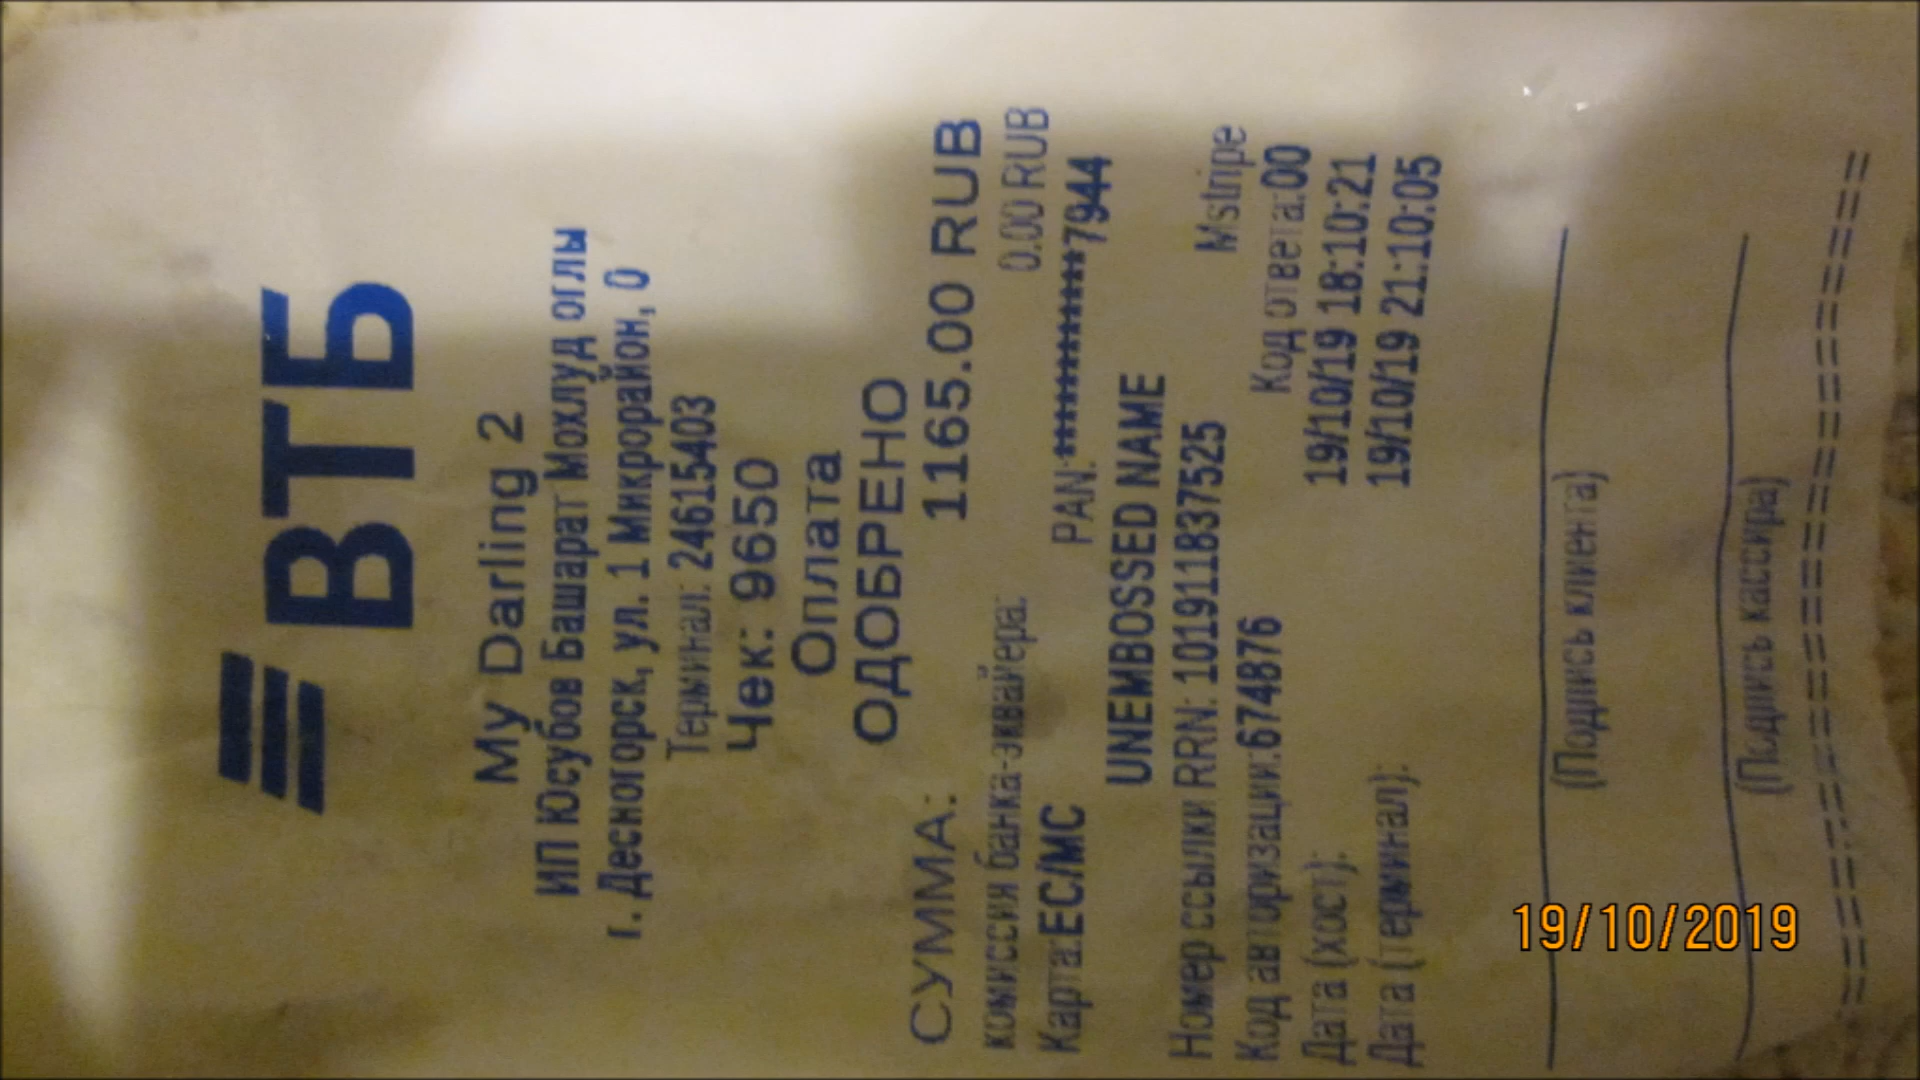 ВТБ
My Darling 2
ИП Юсубов Башарат Мохлуд оглы
г. Десногорск, ул. 1 Микрорайон, 0
Терминал: 24615403
Чек: 9650
Оплата
ОДОБРЕНО
СУММА: 1165.00 RUB
комиссия банка-эквайера: 0.00 RUB
Карта:EC/MC PAN:************7944
UNEMBOSSED NAME
Номер ссылки RRN: 101911837525 Mstripe
Код авторизации:674876 Код ответа:00
Дата (хост): 19/10/19 18:10:21
Дата (терминал): 19/10/19 21:10:05
(Подпись клиента)
(Подпись кассира)
19/10/2019